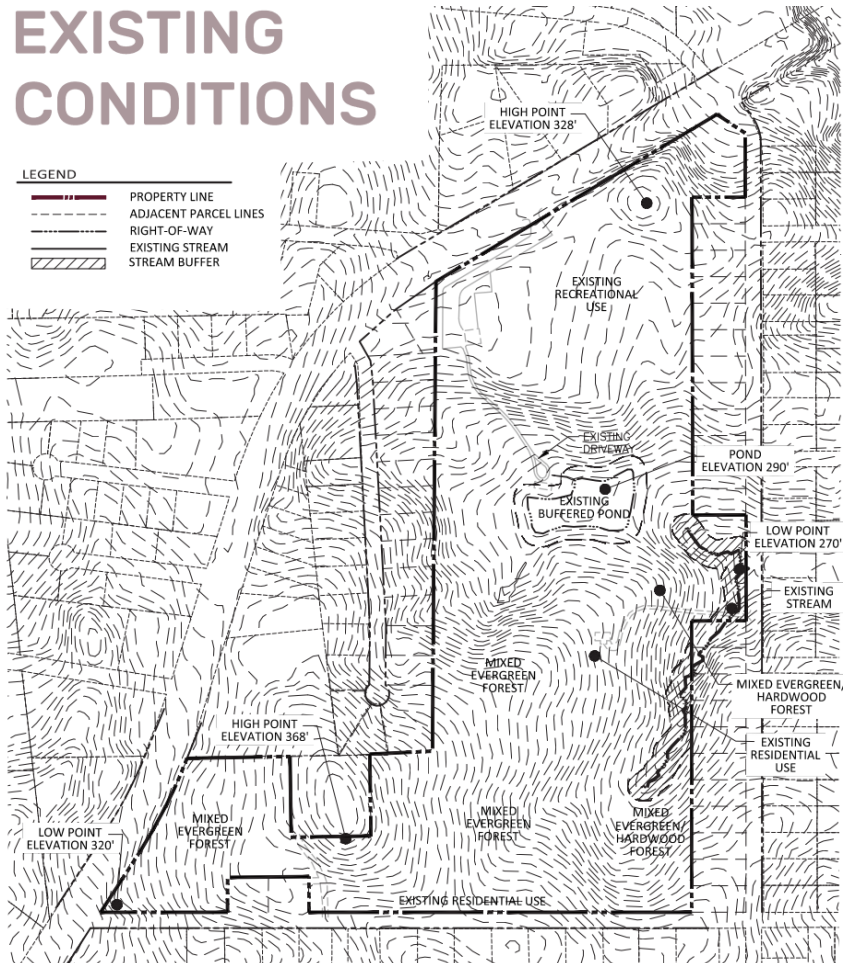 EXISTING
CONDITIONS
LEGEND
PROPERTY LINE
ADJACENT PARCEL LINES
RIGHT-OF-WAY
EXISTING STREAM
STREAM BUFFER
HIGH POINT
ELEVATION 328'
EXISTING
RECREATIONAL
USE
EXISTING
DRIVEWAY
POND
ELEVATION 290'
EXISTING
BUFFERED POND
LOW POINT
ELEVATION 270'
EXISTING
STREAM
MIXED
EVERGREEN
FOREST
MIXED EVERGREEN/
HARDWOOD
FOREST
HIGH POINT
ELEVATION 368'
EXISTING
RESIDENTIAL
USE
MIXED
EVERGREEN
FOREST
MIXED
EVERGREEN
FOREST
MIXED
EVERGREEN/
HARDWOOD
FOREST
LOW POINT
ELEVATION 320'
EXISTING RESIDENTIAL USE